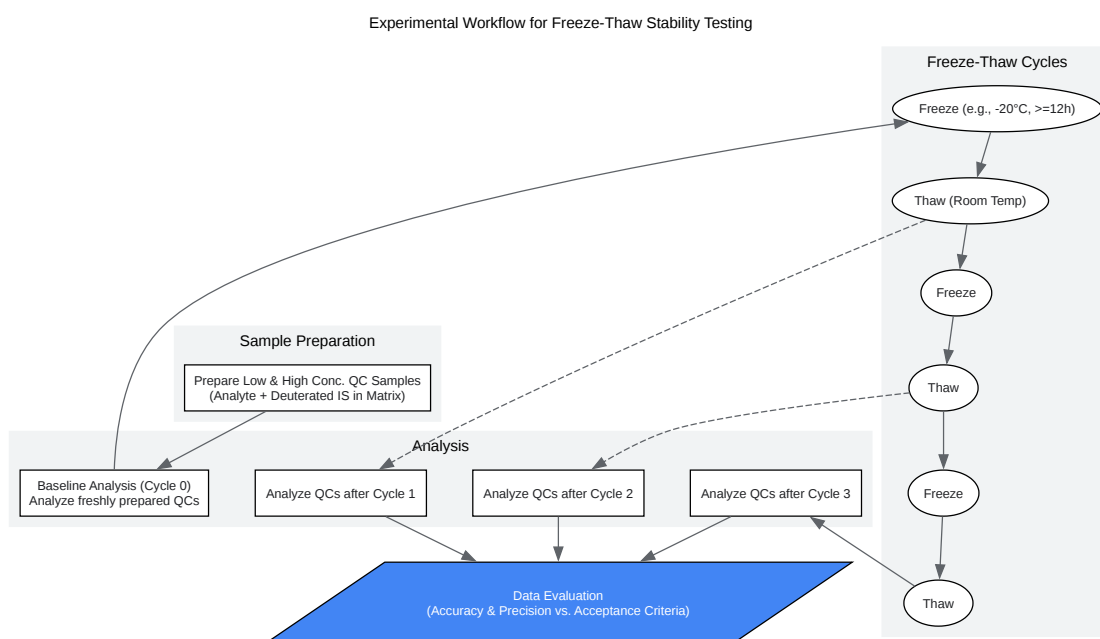 Experimental Workflow for Freeze-Thaw Stability Testing
Freeze-Thaw Cycles
Freeze (e.g., -20°C, >=12h)
Thaw (Room Temp)
Freeze
Sample Preparation
Prepare Low & High Conc. QC Samples
(Analyte + Deuterated IS in Matrix)
Thaw
Analysis
Baseline Analysis (Cycle 0)
Analyze freshly prepared QCs
Analyze QCs after Cycle 1
Analyze QCs after Cycle 2
Analyze QCs after Cycle 3
Freeze
Thaw
Data Evaluation
(Accuracy & Precision vs. Acceptance Criteria)